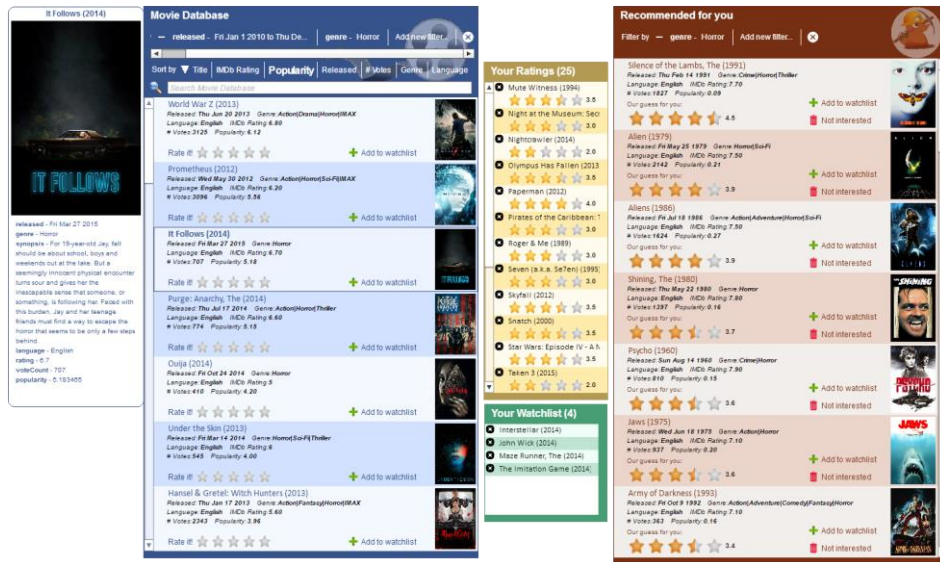 It Follows (2014)
IT FOLLOWS
released - Fri Mar 27 2015
genre - Horror
synopsis - For 19-year-old Jay, fall
should be about school, boys and
weekends out at the lake. But a
seemingly innocent physical encounter
turns sour and gives her the
inescapable sense that someone, or
something, is following her. Faced with
this burden, Jay and her teenage
friends must find a way to escape the
horror that seems to be only a few steps
behind.
language - English
rating - 6.7
voteCount - 707
popularity - 5.183465
Movie Database
released - Fri Jan 1 2010 to Thu De... genre - Horror Add new filter...
Sort by Title IMDb Rating Popularity Released # Votes Genre Language
Search Movie Database
World War Z (2013)
Released: Thu Jun 20 2013 Genre: Action|Drama|Horror|IMAX
Language: English IMDb Rating: 6.80
# Votes: 3125 Popularity: 6.12
Rate it! Add to watchlist
Prometheus (2012)
Released: Wed May 30 2012 Genre: Action|Horror|Sci-Fi|IMAX
Language: English IMDb Rating: 6.20
# Votes: 3096 Popularity: 5.56
Rate it! Add to watchlist
It Follows (2014)
Released: Fri Mar 27 2015 Genre: Horror
Language: English IMDb Rating: 6.70
# Votes: 707 Popularity: 5.18
Rate it! Add to watchlist
Purge: Anarchy, The (2014)
Released: Thu Jul 17 2014 Genre: Horror|Thriller
Language: English IMDb Rating: 6.60
# Votes: 774 Popularity: 5.15
Rate it! Add to watchlist
Ouija (2014)
Released: Fri Oct 24 2014 Genre: Horror
Language: English IMDb Rating: 5
# Votes: 410 Popularity: 4.20
Rate it! Add to watchlist
Under the Skin (2013)
Released: Fri Mar 14 2014 Genre: Horror|Sci-Fi|Thriller
Language: English IMDb Rating: 6
# Votes: 545 Popularity: 4.00
Rate it! Add to watchlist
Hansel & Gretel: Witch Hunters (2013)
Released: Thu Jan 17 2013 Genre: Action|Fantasy|Horror|IMAX
Language: English IMDb Rating: 5.60
# Votes: 2343 Popularity: 3.96
Rate it! Add to watchlist
Your Ratings (25)
Mute Witness (1994)
3.5
Night at the Museum: Sec
3.0
Nightcrawler (2014)
2.0
Olympus Has Fallen (2013
3.5
Paperman (2012)
4.0
Pirates of the Caribbean: T
3.0
Roger & Me (1989)
3.0
Seven (a.k.a. Se7en) (1995)
3.0
Skyfall (2012)
3.5
Snatch (2000)
3.5
Star Wars: Episode IV - A N
3.5
Taken 3 (2015)
2.0
Your Watchlist (4)
Interstellar (2014)
John Wick (2014)
Maze Runner, The (2014)
The Imitation Game (2014)
Recommended for you
Filter by genre - Horror Add new filter...
Silence of the Lambs, The (1991)
Released: Thu Feb 14 1991 Genre: Crime|Horror|Thriller
Language: English IMDb Rating: 7.70
# Votes: 1827 Popularity: 0.09
Our guess for you: Add to watchlist
4.5 Not interested
Alien (1979)
Released: Fri May 25 1979 Genre: Horror|Sci-Fi
Language: English IMDb Rating: 7.50
# Votes: 2142 Popularity: 0.21
Our guess for you: Add to watchlist
3.9 Not interested
ALIEN
Aliens (1986)
Released: Fri Jul 18 1986 Genre: Action|Adventure|Horror|Sci-Fi
Language: English IMDb Rating: 7.50
# Votes: 1624 Popularity: 0.27
Our guess for you: Add to watchlist
3.9 Not interested
Shining, The (1980)
Released: Thu May 22 1980 Genre: Horror
Language: English IMDb Rating: 7.80
# Votes: 1397 Popularity: 0.16
Our guess for you: Add to watchlist
3.7 Not interested
SHINING
Psycho (1960)
Released: Sun Aug 14 1960 Genre: Crime|Horror
Language: English IMDb Rating: 7.90
# Votes: 810 Popularity: 0.15
Our guess for you: Add to watchlist
3.6 Not interested
Jaws (1975)
Released: Wed Jun 18 1975 Genre: Action|Horror
Language: English IMDb Rating: 7.10
# Votes: 937 Popularity: 0.20
Our guess for you: Add to watchlist
3.6 Not interested
JAWS
Army of Darkness (1993)
Released: Fri Oct 9 1992 Genre: Action|Adventure|Comedy|Fantasy|Horror
Language: English IMDb Rating: 7.10
# Votes: 363 Popularity: 0.16
Our guess for you: Add to watchlist
3.4 Not interested